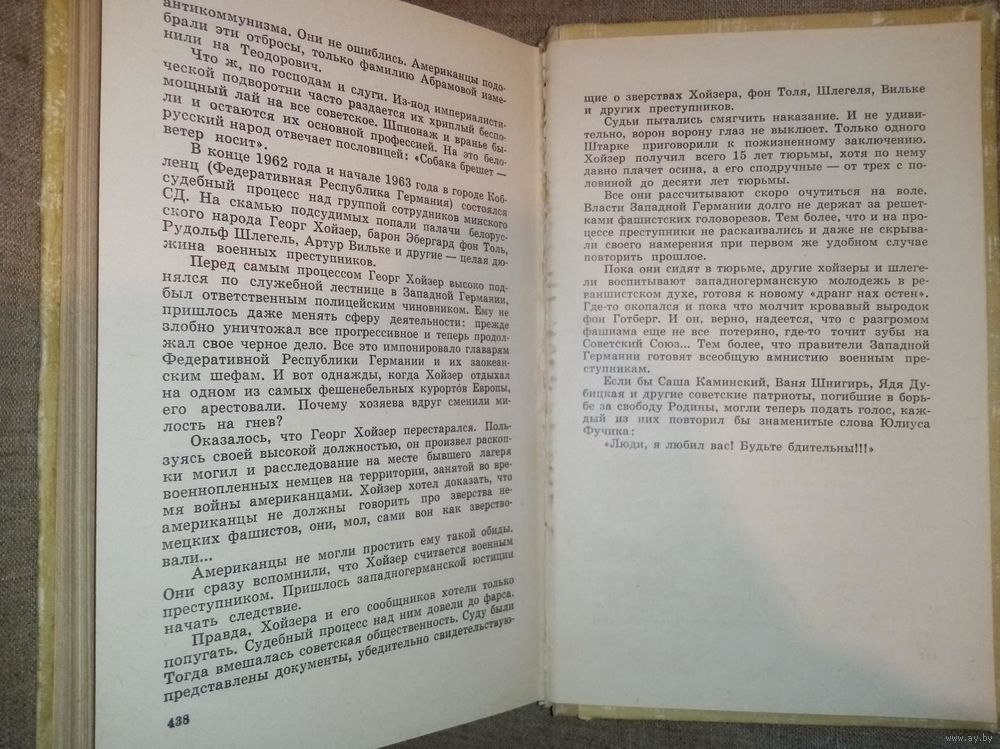 антикоммунизма. Они не ошиблись. Американцы подо-
брали эти отбросы, только фамилию Абрамовой изме-
нили на Теодорович.
Что ж, по господам и слуги. Из-под империалисти-
ческой подворотни часто раздается их хриплый беспо-
мощный лай на все советское. Шпионаж и вранье бы-
ли и остаются их основной профессией. На это бело-
русский народ отвечает пословицей: «Собака брешет —
ветер носит».
В конце 1962 года и начале 1963 года в городе Коб-
ленц (Федеративная Республика Германия) состоялся
судебный процесс над группой сотрудников минского
СД. На скамью подсудимых попали палачи белорус-
ского народа Георг Хойзер, барон Эбергард фон Толь,
Рудольф Шлегель, Артур Вильке и другие — целая дю-
жина военных преступников.
Перед самым процессом Георг Хойзер высоко под-
нялся по служебной лестнице в Западной Германии,
был ответственным полицейским чиновником. Ему не
пришлось даже менять сферу деятельности: прежде
злобно уничтожал все прогрессивное и теперь продол-
жал свое черное дело. Все это импонировало главарям
Федеративной Республики Германии и их заокеан-
ским шефам. И вот однажды, когда Хойзер отдыхал
на одном из самых фешенебельных курортов Европы,
его арестовали. Почему хозяева вдруг сменили ми-
лость на гнев?
Оказалось, что Георг Хойзер перестарался. Поль-
зуясь своей высокой должностью, он произвел раскоп-
ки могил и расследование на месте бывшего лагеря
военнопленных немцев на территории, занятой во вре-
мя войны американцами. Хойзер хотел доказать, что
американцы не должны говорить про зверства не-
мецких фашистов, они, мол, сами вон как зверство-
вали...
Американцы не могли простить ему такой обиды.
Они сразу вспомнили, что Хойзер считается военным
преступником. Пришлось западногерманской юстиции
начать следствие.
Правда, Хойзера и его сообщников хотели только
попугать. Судебный процесс над ним довели до фарса.
Тогда вмешалась советская общественность. Суду были
представлены документы, убедительно свидетельствую-
438
щие о зверствах Хойзера, фон Толя, Шлегеля, Вильке
и других преступников.
Судьи пытались смягчить наказание. И не удиви-
тельно, ворон ворону глаз не выклюет. Только одного
Штарке приговорили к пожизненному заключению.
Хойзер получил всего 15 лет тюрьмы, хотя по нему
давно плачет осина, а его сподручные — от трех с по-
ловиной до десяти лет тюрьмы.
Все они рассчитывают скоро очутиться на воле.
Власти Западной Германии долго не держат за решет-
ками фашистских головорезов. Тем более, что и на про-
цессе преступники не раскаивались и даже не скрыва-
ли своего намерения при первом же удобном случае
повторить прошлое.
Пока они сидят в тюрьме, другие хойзеры и шлеге-
ли воспитывают западногерманскую молодежь в ре-
ваншистском духе, готовя к новому «дранг нах остен».
Где-то окопался и пока что молчит кровавый выродок
фон Готберг. И он, верно, надеется, что с разгромом
фашизма еще не все потеряно, где-то точит зубы на
Советский Союз... Тем более, что правители Западной
Германии готовят всеобщую амнистию военным пре-
ступникам.
Если бы Саша Каминский, Ваня Шнигирь, Ядя Ду-
бицкая и другие советские патриоты, погибшие в борь-
бе за свободу Родины, могли теперь подать голос, каж-
дый из них повторил бы знаменитые слова Юлиуса
Фучика:
«Люди, я любил вас! Будьте бдительны!!!»
www.ay.by